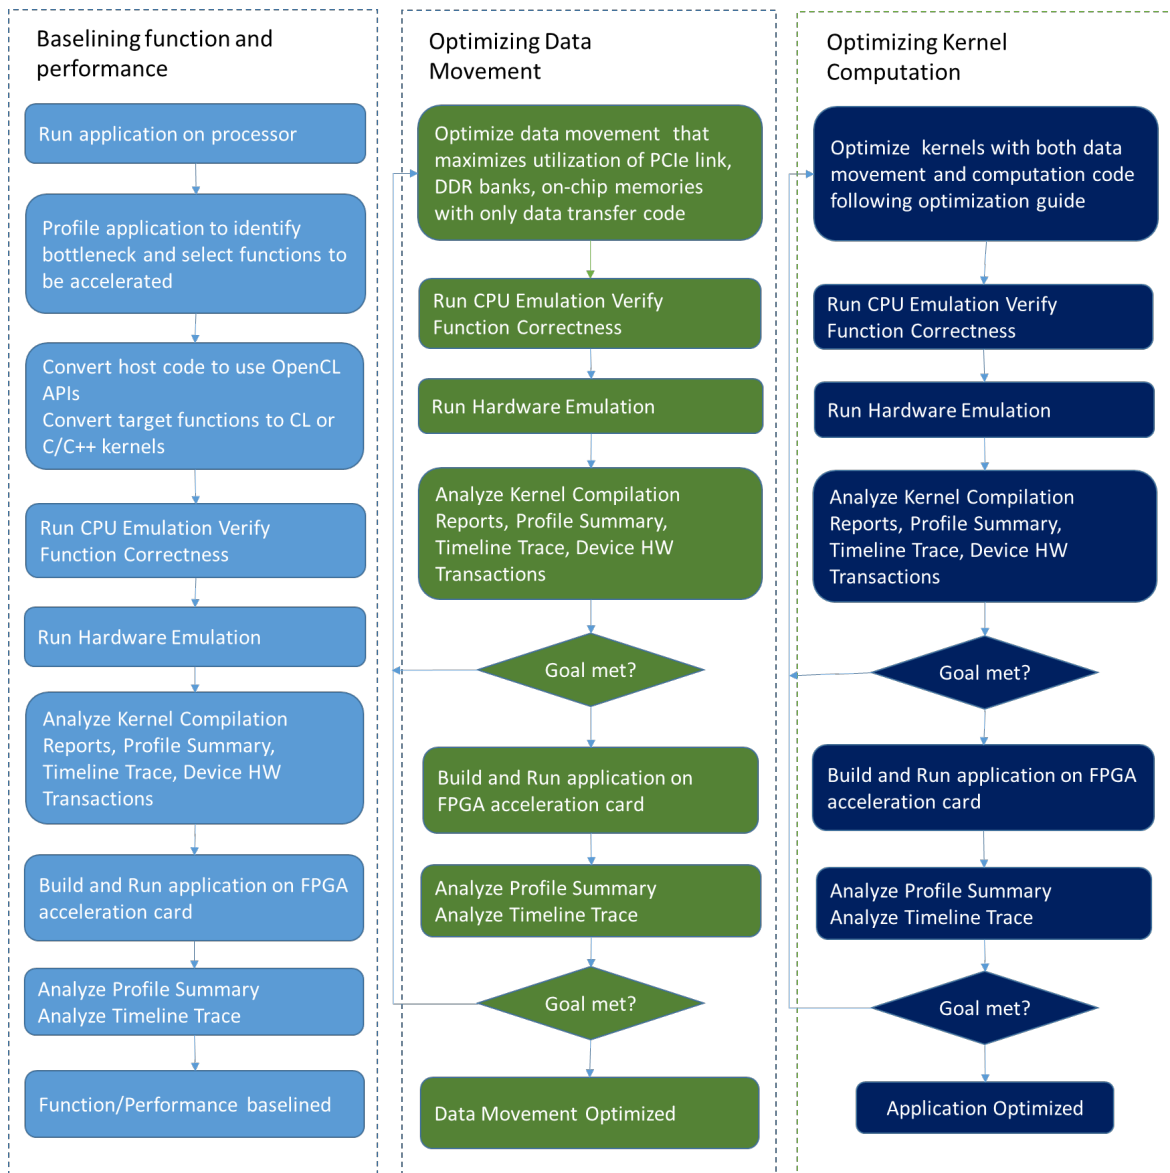 Baselining function and
performance
Run application on processor
Profile application to identify
bottleneck and select functions to
be accelerated
Convert host code to use OpenCL
APIs
Convert target functions to CL or
C/C++ kernels
Run CPU Emulation Verify
Function Correctness
Run Hardware Emulation
Analyze Kernel Compilation
Reports, Profile Summary,
Timeline Trace, Device HW
Transactions
Build and Run application on FPGA
acceleration card
Analyze Profile Summary
Analyze Timeline Trace
Function/Performance baselined
Optimizing Data
Movement
Optimize data movement that
maximizes utilization of PCIe link,
DDR banks, on-chip memories
with only data transfer code
Run CPU Emulation Verify
Function Correctness
Run Hardware Emulation
Analyze Kernel Compilation
Reports, Profile Summary,
Timeline Trace, Device HW
Transactions
Goal met?
Build and Run application on
FPGA acceleration card
Analyze Profile Summary
Analyze Timeline Trace
Goal met?
Data Movement Optimized
Optimizing Kernel
Computation
Optimize kernels with both data
movement and computation code
following optimization guide
Run CPU Emulation Verify
Function Correctness
Run Hardware Emulation
Analyze Kernel Compilation
Reports, Profile Summary,
Timeline Trace, Device HW
Transactions
Goal met?
Build and Run application on FPGA
acceleration card
Analyze Profile Summary
Analyze Timeline Trace
Goal met?
Application Optimized